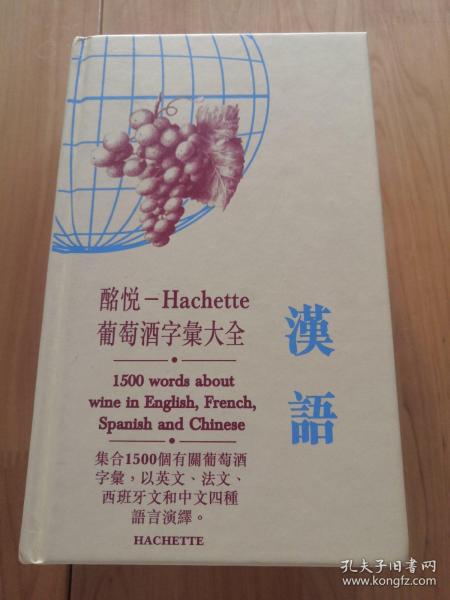 酩悦－Hachette
葡萄酒字彙大全
漢語
1500 words about
wine in English, French,
Spanish and Chinese
集合1500個有關葡萄酒
字彙，以英文、法文、
西班牙文和中文四種
語言演繹。
HACHETTE
孔夫子旧书网
www.kongfz.com